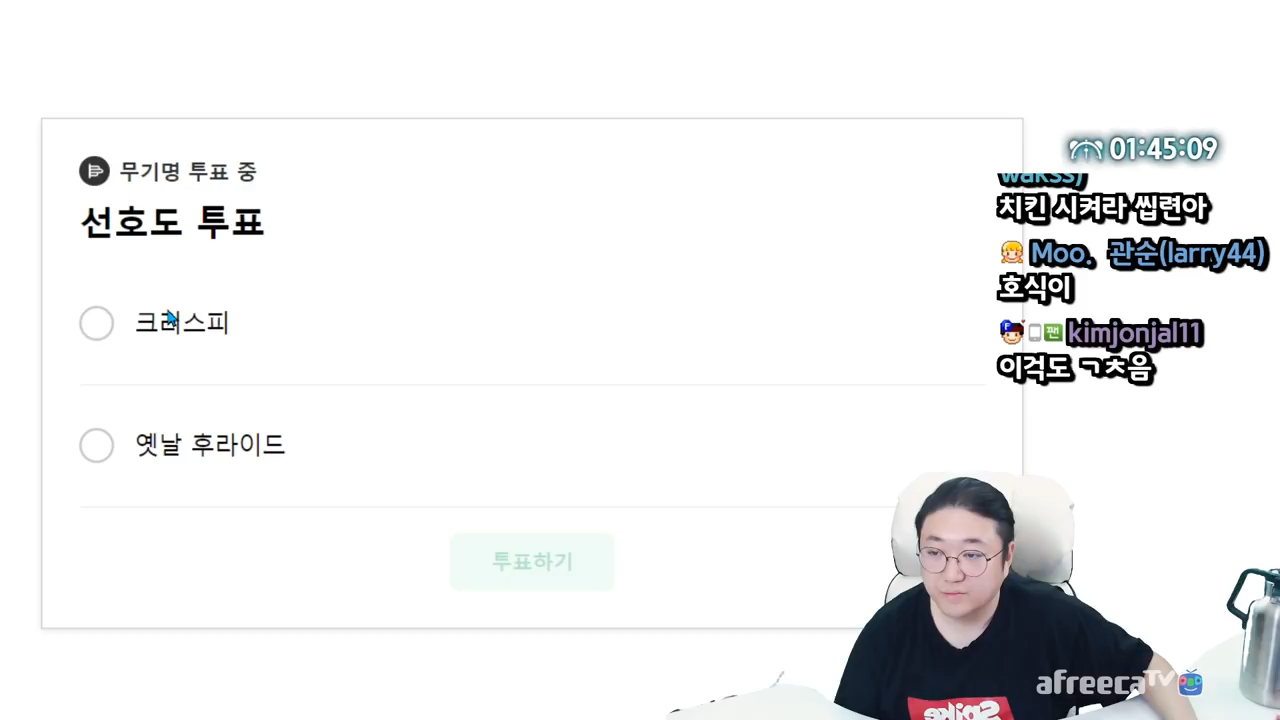 무기명 투표 중
선호도 투표
크리스피
옛날 후라이드
투표하기
01:45:09
wakss)
치킨 시켜라 씹련아
Moo. 관순(larry44)
호식이
팬 kimjonjal11
이걱도 ㄱㅊ음
afreecaTV